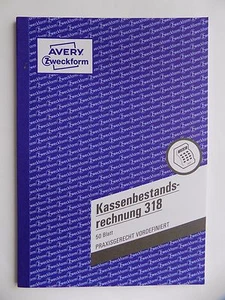 AVERY
Zweckform
Kassenbestands-
rechnung 318
50 Blatt
PRAXISGERECHT VORDEFINIERT